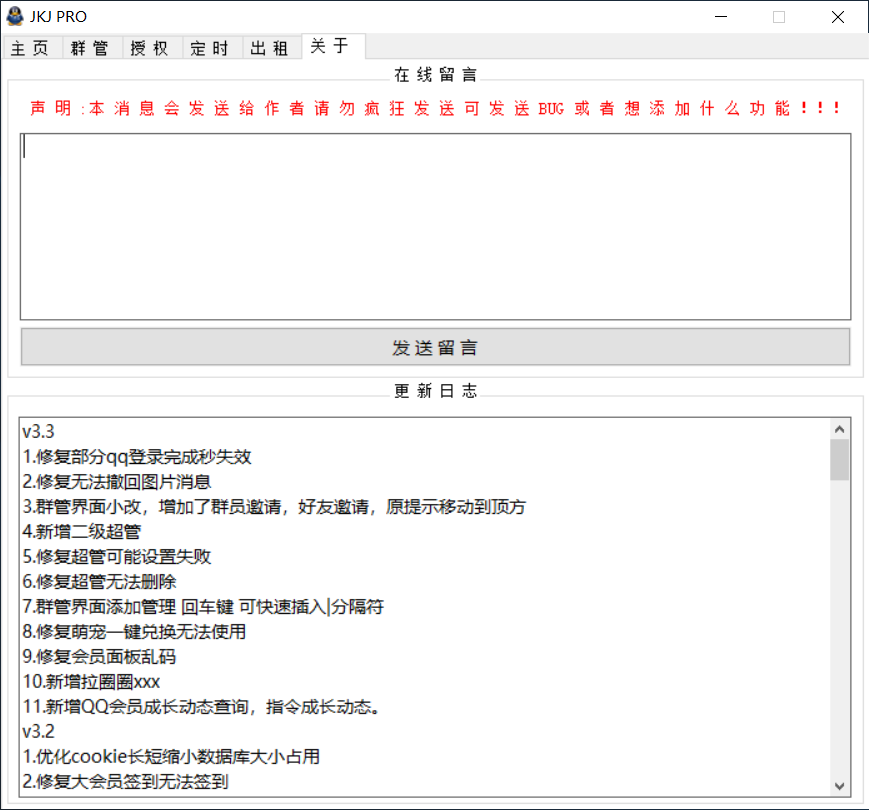 JKJ PRO
主页 群管 授权 定时 出租 关于
在线留言
声明:本消息会发送给作者请勿疯狂发送可发送BUG或者想添加什么功能!!!
发送留言
更新日志
v3.3
1.修复部分qq登录完成秒失效
2.修复无法撤回图片消息
3.群管界面小改，增加了群员邀请，好友邀请，原提示移动到顶方
4.新增二级超管
5.修复超管可能设置失败
6.修复超管无法删除
7.群管界面添加管理 回车键 可快速插入|分隔符
8.修复萌宠一键兑换无法使用
9.修复会员面板乱码
10.新增拉圈圈xxx
11.新增QQ会员成长动态查询，指令成长动态。
v3.2
1.优化cookie长短缩小数据库大小占用
2.修复大会员签到无法签到